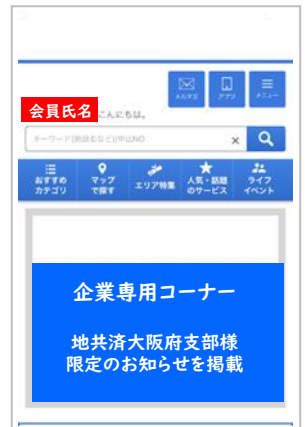 メルマガ アプリ メニュー
会員氏名 こんにちは。
キーワード(施設名など)/申込NO ×
おすすめ マップ エリア特集 人気・話題 ライフ
カテゴリ で探す のサービス イベント
企業専用コーナー
地共済大阪府支部様
限定のお知らせを掲載